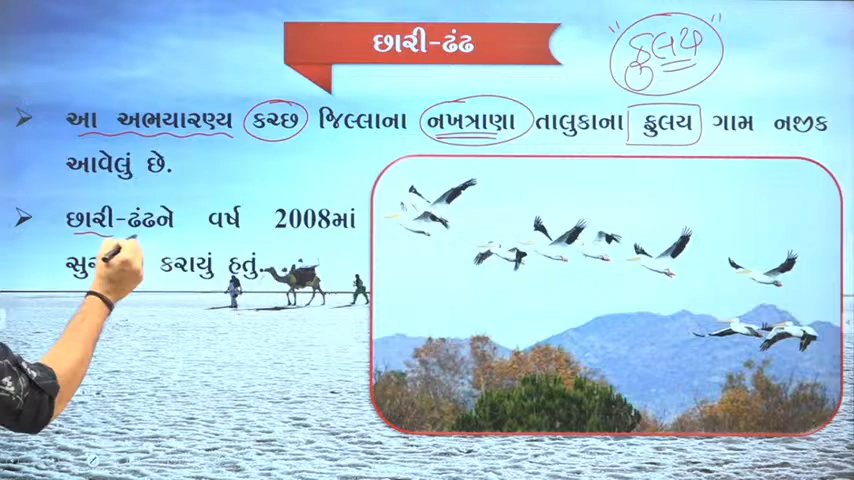 છારી-ઢંઢ
"ફુલય"
આ અભયારણ્ય કચ્છ જિલ્લાના નખત્રાણા તાલુકાના ફુલય ગામ નજીક
આવેલું છે.
છારી-ઢંઢને વર્ષ 2008માં
કરાયું હતું.